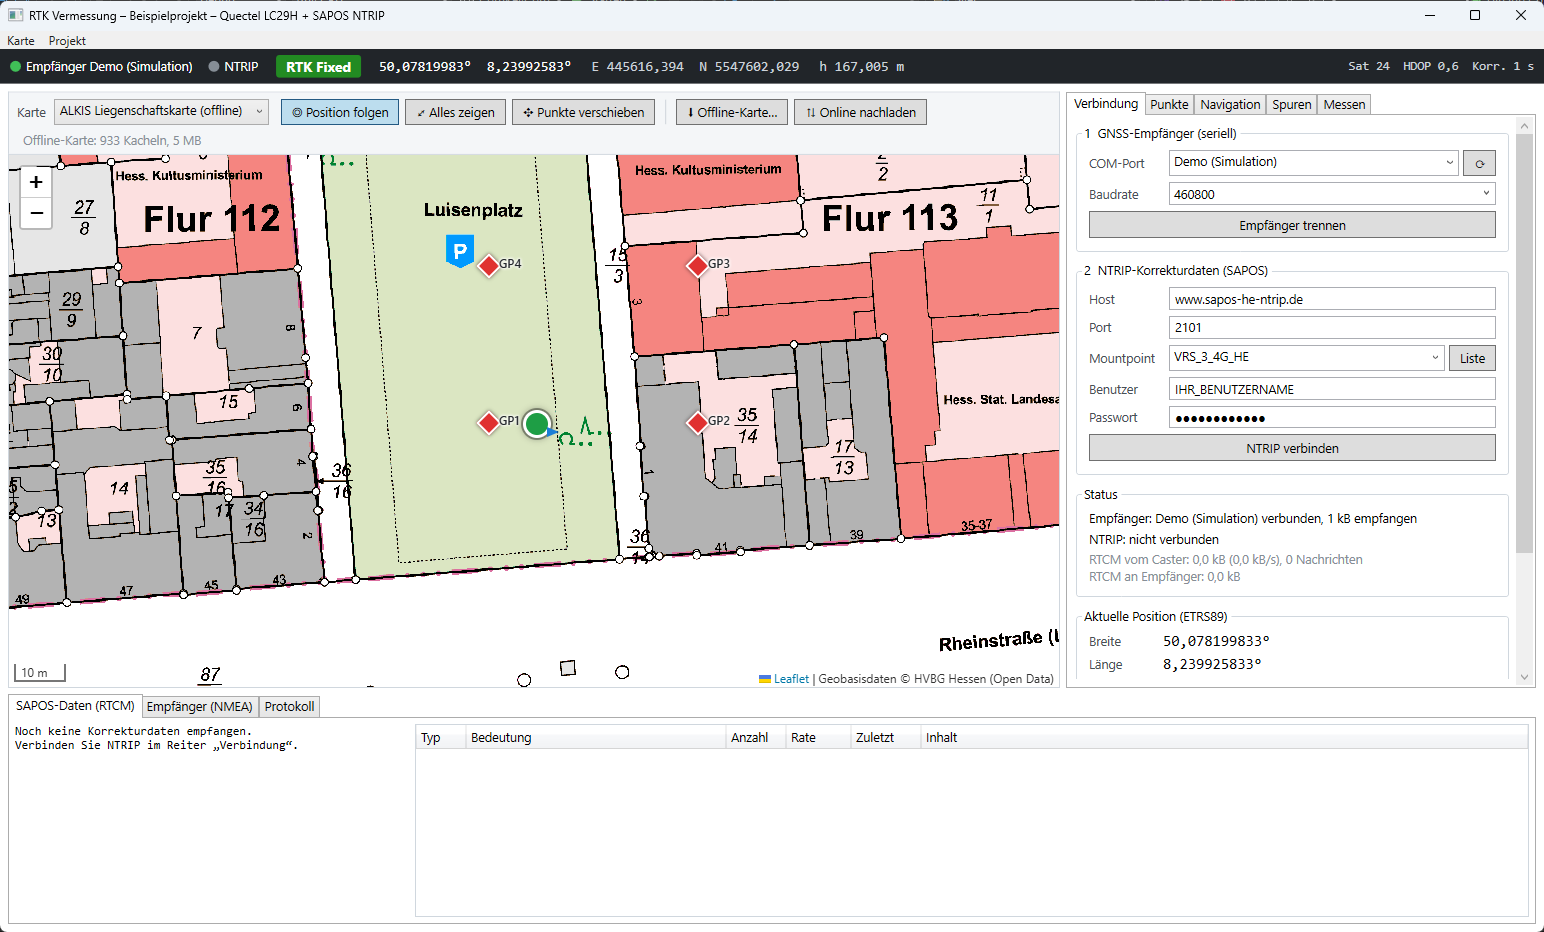 RTK Vermessung – Beispielprojekt – Quectel LC29H + SAPOS NTRIP
Karte Projekt
Empfänger Demo (Simulation) NTRIP RTK Fixed 50,07819983° 8,23992583° E 445616,394 N 5547602,029 h 167,005 m Sat 24 HDOP 0,6 Korr. 1 s
Karte ALKIS Liegenschaftskarte (offline) Position folgen Alles zeigen Punkte verschieben Offline-Karte... Online nachladen
Offline-Karte: 933 Kacheln, 5 MB
+
−
Hess. Kultusministerium
Hess. Kultusministerium
2
2
27
8
Flur 112
Luisenplatz
Flur 113
11
1
P
GP4
15
3
GP3
29
9
7
8
3
30
10
15
6
GP1
GP2
35
14
Hess. Stat. Landesa
17
13
4
35
16
36
16
1
14
5
2
13
17
34
16
2
36
35-37
39
41
49
47
45
43
Rheinstraße (L
87
10 m
Leaflet | Geobasisdaten © HVBG Hessen (Open Data)
Verbindung Punkte Navigation Spuren Messen
1 GNSS-Empfänger (seriell)
COM-Port Demo (Simulation)
Baudrate 460800
Empfänger trennen
2 NTRIP-Korrekturdaten (SAPOS)
Host www.sapos-he-ntrip.de
Port 2101
Mountpoint VRS_3_4G_HE Liste
Benutzer IHR_BENUTZERNAME
Passwort ●●●●●●●●●●●●
NTRIP verbinden
Status
Empfänger: Demo (Simulation) verbunden, 1 kB empfangen
NTRIP: nicht verbunden
RTCM vom Caster: 0,0 kB (0,0 kB/s), 0 Nachrichten
RTCM an Empfänger: 0,0 kB
Aktuelle Position (ETRS89)
Breite 50,078199833°
Länge 8,239925833°
SAPOS-Daten (RTCM) Empfänger (NMEA) Protokoll
Noch keine Korrekturdaten empfangen.
Verbinden Sie NTRIP im Reiter „Verbindung“.
Typ Bedeutung Anzahl Rate Zuletzt Inhalt